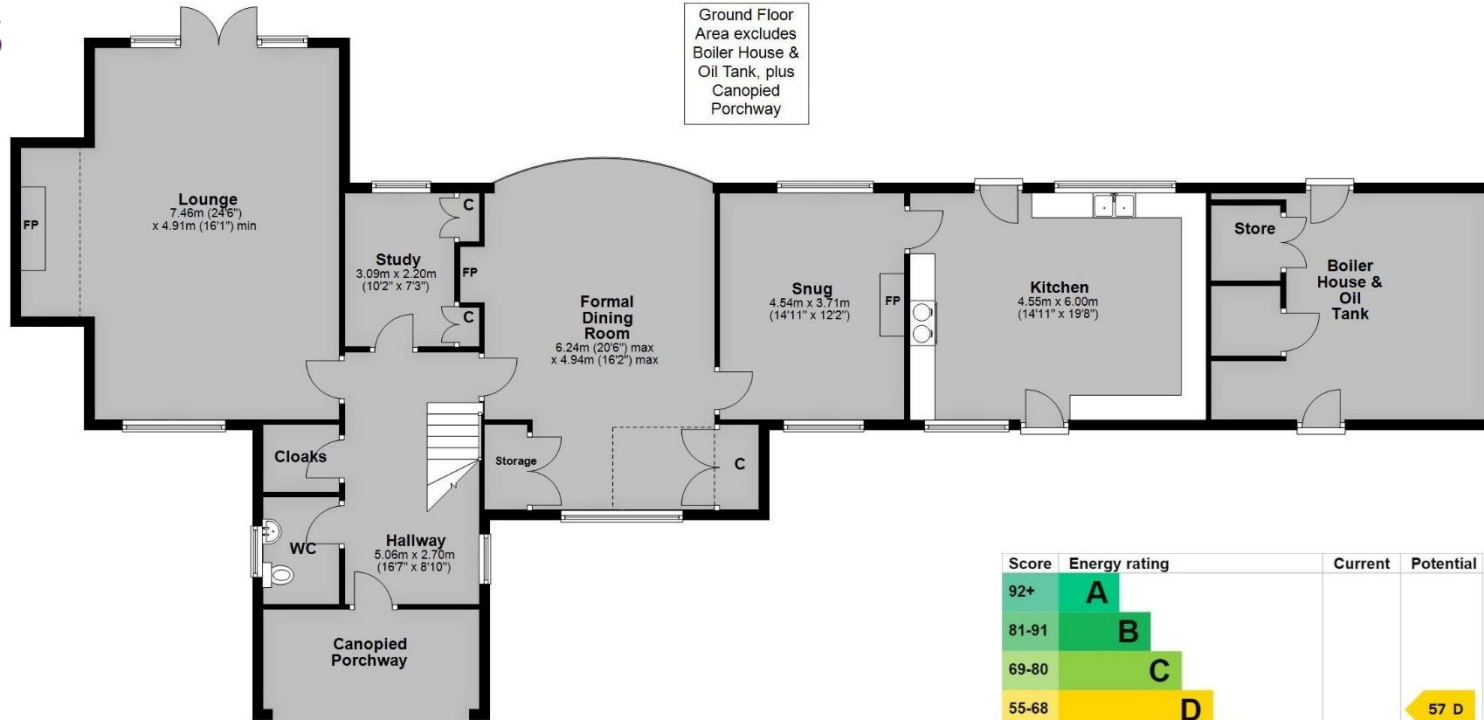 Ground Floor
Area excludes
Boiler House &
Oil Tank, plus
Canopied
Porchway
Lounge
7.46m (24'6")
x 4.91m (16'1") min
FP
Study
3.09m x 2.20m
(10'2" x 7'3")
C
C
FP
Formal
Dining
Room
6.24m (20'6") max
x 4.94m (16'2") max
Snug
4.54m x 3.71m
(14'11" x 12'2")
FP
Kitchen
4.55m x 6.00m
(14'11" x 19'8")
Store
Boiler
House &
Oil
Tank
Cloaks
Storage
C
WC
Hallway
5.06m x 2.70m
(16'7" x 8'10")
Canopied
Porchway
Score Energy rating Current Potential
92+ A
81-91 B
69-80 C
55-68 D 57 D